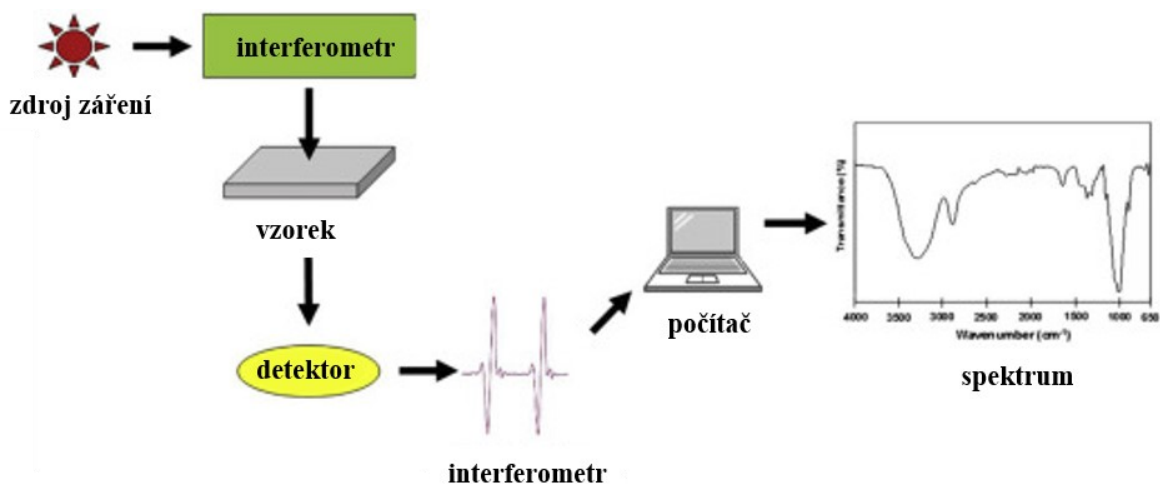 interferometr
zdroj záření
vzorek
detektor
interferometr
počítač
Transmittance [%]
4000 3500 3000 2500 2000 1500 1000 650
Wavenumber (cm-1)
spektrum